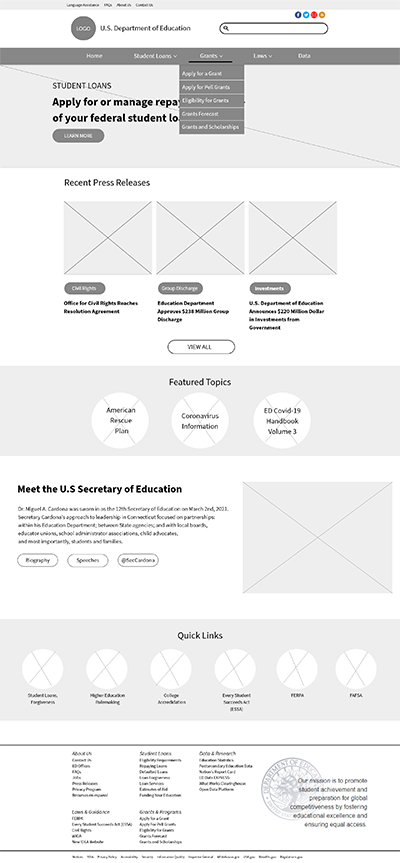 Language Assistance FAQs About Us Contact Us
LOGO
U.S. Department of Education
Home Student Loans Grants Laws Data
Apply for a Grant
Apply for Pell Grants
Eligibility for Grants
Grants Forecast
Grants and Scholarships
STUDENT LOANS
Apply for or manage repay
of your federal student lo
LEARN MORE
Recent Press Releases
Civil Rights Group Discharge Investments
Office for Civil Rights Reaches
Resolution Agreement
Education Department
Approves $238 Million Group
Discharge
U.S. Department of Education
Announces $220 Million Dollar
in Investments from
Government
VIEW ALL
Featured Topics
American
Rescue
Plan
Coronavirus
Information
ED Covid-19
Handbook
Volume 3
Meet the U.S Secretary of Education
Dr. Miguel A. Cardona was sworn in as the 12th Secretary of Education on March 2nd, 2021.
Secretary Cardona's approach to leadership in Connecticut focused on partnerships:
within his Education Department; between State agencies; and with local boards,
educator unions, school administrator associations, child advocates,
and most importantly, students and families.
Biography Speeches @SecCardona
Quick Links
Student Loans,
Forgiveness
Higher Education
Rulemaking
College
Accreditation
Every Student
Succeeds Act
(ESSA)
FERPA
FAFSA
About Us
Contact Us
ED Offices
FAQs
Jobs
Press Releases
Privacy Program
Student Loans
Eligibility Requirements
Repaying Loans
Defaulted Loans
Loan Forgiveness
Loan Servicers
Funding Your Education
Data & Research
Education Statistics
Postsecondary Education Data
Nation's Report Card
ED Data EXPRESS
What Works Clearinghouse
Open Data Platform
Laws & Guidance
FERPA
Every Student Succeeds Act (ESSA)
Civil Rights
New IDEA Website
Grants & Programs
Apply for a Grant
Apply for Pell Grants
Eligibility for Grants
Grants Forecast
Grants and Scholarships
Our mission is to promote
student achievement and
preparation for global
competitiveness by fostering
educational excellence and
ensuring equal access.
Notices FOIA Privacy Policy Accessibility Security Information Quality Inspector General Whitehouse.gov USA.gov Benefits.gov Regulations.gov